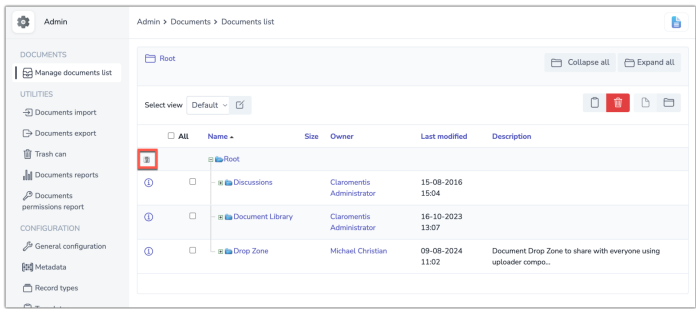 Admin
Admin > Documents > Documents list
DOCUMENTS
Manage documents list
UTILITIES
Documents import
Documents export
Trash can
Documents reports
Documents
permissions report
CONFIGURATION
General configuration
Metadata
Record types
Root
Collapse all
Expand all
Select view Default
All Name Size Owner Last modified Description
Root
Discussions Claromentis 15-08-2016
Administrator 15:04
Document Library Claromentis 16-10-2023
Administrator 13:07
Drop Zone Michael Christian 09-08-2024 Document Drop Zone to share with everyone using
11:02 uploader compo...